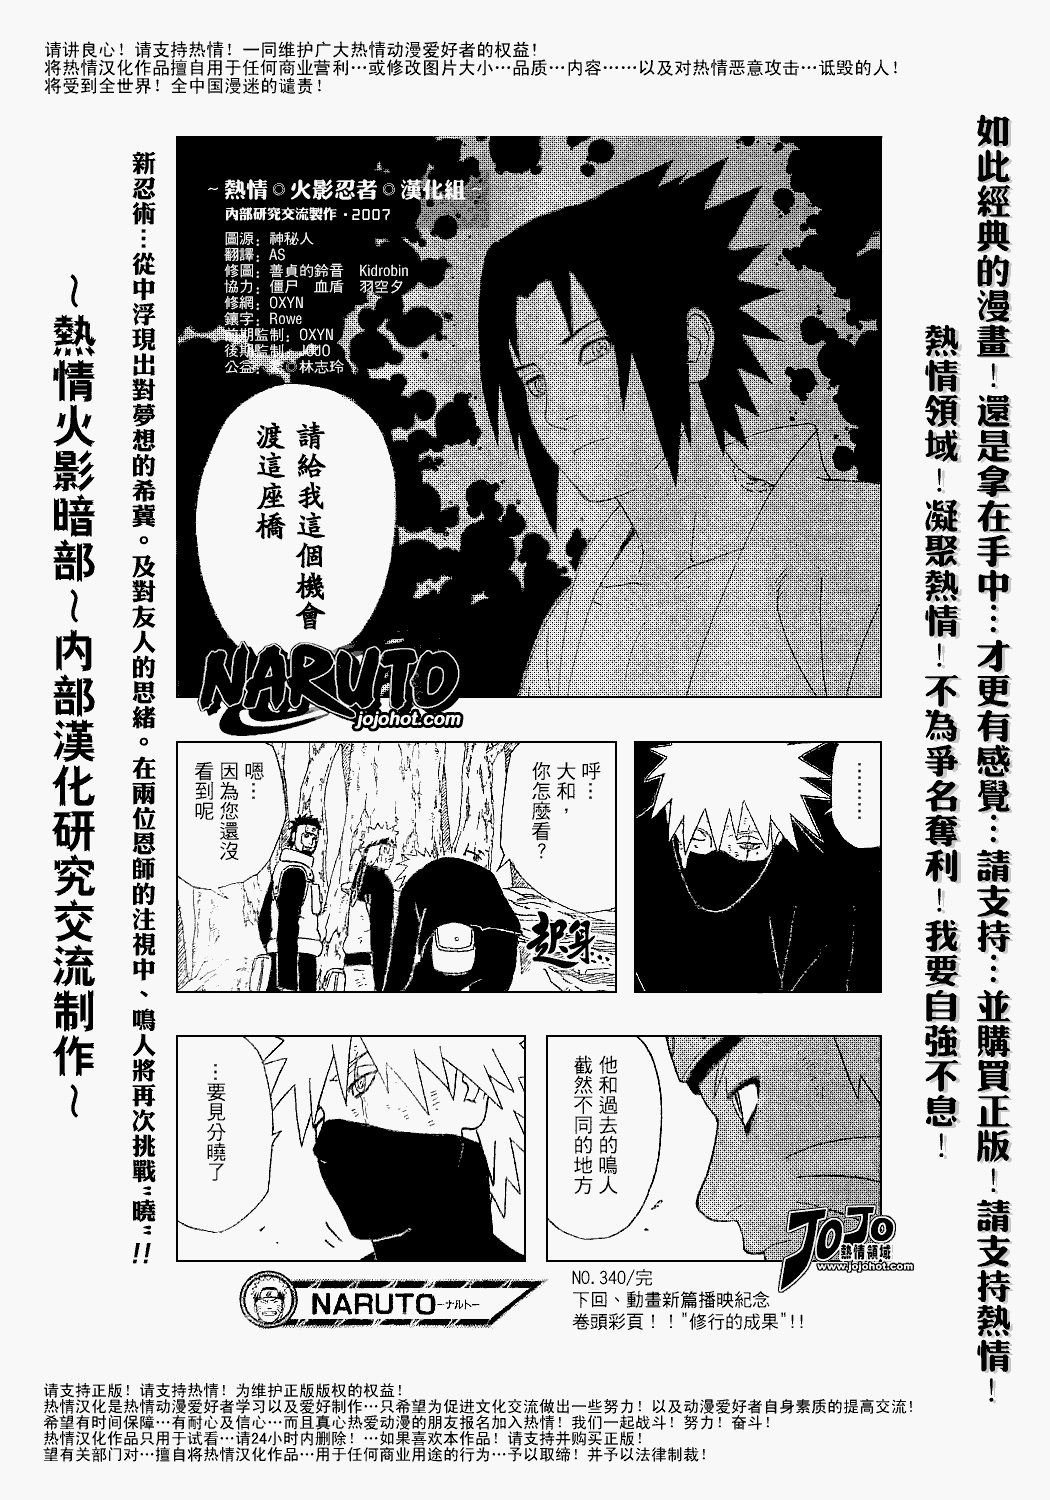 请讲良心！请支持热情！一同维护广大热情动漫爱好者的权益！
将热情汉化作品擅自用于任何商业营利…或修改图片大小…品质…内容……以及对热情恶意攻击…诋毁的人！
将受到全世界！全中国漫迷的谴责！
如此經典的漫畫！還是拿在手中…才更有感覺…請支持…並購買正版！請支持熱情！
熱情領域！凝聚熱情！不為爭名奪利！我要自強不息！
～熱情◎火影忍者◎漢化組～
內部研究交流製作·2007
圖源：神秘人
翻譯：AS
修圖：善貞的鈴音 Kidrobin
協力：僵尸 血盾 羽空夕
修網：OXYN
鑲字：Rowe
前期監制：OXYN
後期監制：JOJO
公益：◎林志玲
請給我這個機會
渡這座橋
NARUTO
jojohot.com
………
呼…
大和，
你怎麼看？
嗯…
因為您還沒
看到呢
起身…
他和過去的鳴人
截然不同的地方
…要見分曉了
JOJO
熱情領域
www.jojohot.com
NARUTO－ナルト－
NO.340/完
下回、動畫新篇播映紀念
卷頭彩頁！！"修行的成果"!!
新忍術…從中浮現出對夢想的希冀。及對友人的思緒。在兩位恩師的注視中、鳴人將再次挑戰"曉"!!
～熱情火影暗部～内部漢化研究交流制作～
请支持正版！请支持热情！为维护正版版权的权益！
热情汉化是热情动漫爱好者学习以及爱好制作…只希望为促进文化交流做出一些努力！以及动漫爱好者自身素质的提高交流！
希望有时间保障…有耐心及信心…而且真心热爱动漫的朋友报名加入热情！我们一起战斗！努力！奋斗！
热情汉化作品只用于试看…请24小时内删除！…如果喜欢本作品！请支持并购买正版！
望有关部门对…擅自将热情汉化作品…用于任何商业用途的行为…予以取缔！并予以法律制裁！